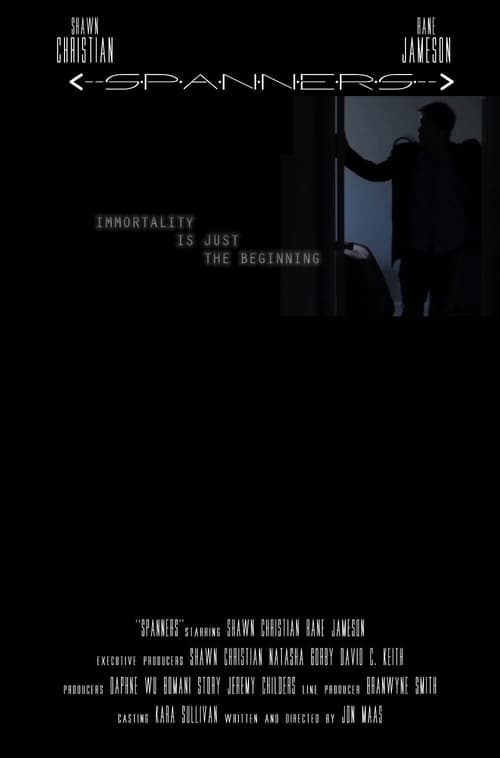 SHAWN
CHRISTIAN
RANE
JAMESON
<--S·P·A·N·N·E·R·S-->
IMMORTALITY
IS JUST
THE BEGINNING
"SPANNERS" STARRING SHAWN CHRISTIAN RANE JAMESON
EXECUTIVE PRODUCERS SHAWN CHRISTIAN NATASHA GORBY DAVID C. KEITH
PRODUCERS DAPHNE WU BOMANI STORY JEREMY CHILDERS LINE PRODUCER BRANWYNE SMITH
CASTING KARA SULLIVAN WRITTEN AND DIRECTED BY JON MAAS